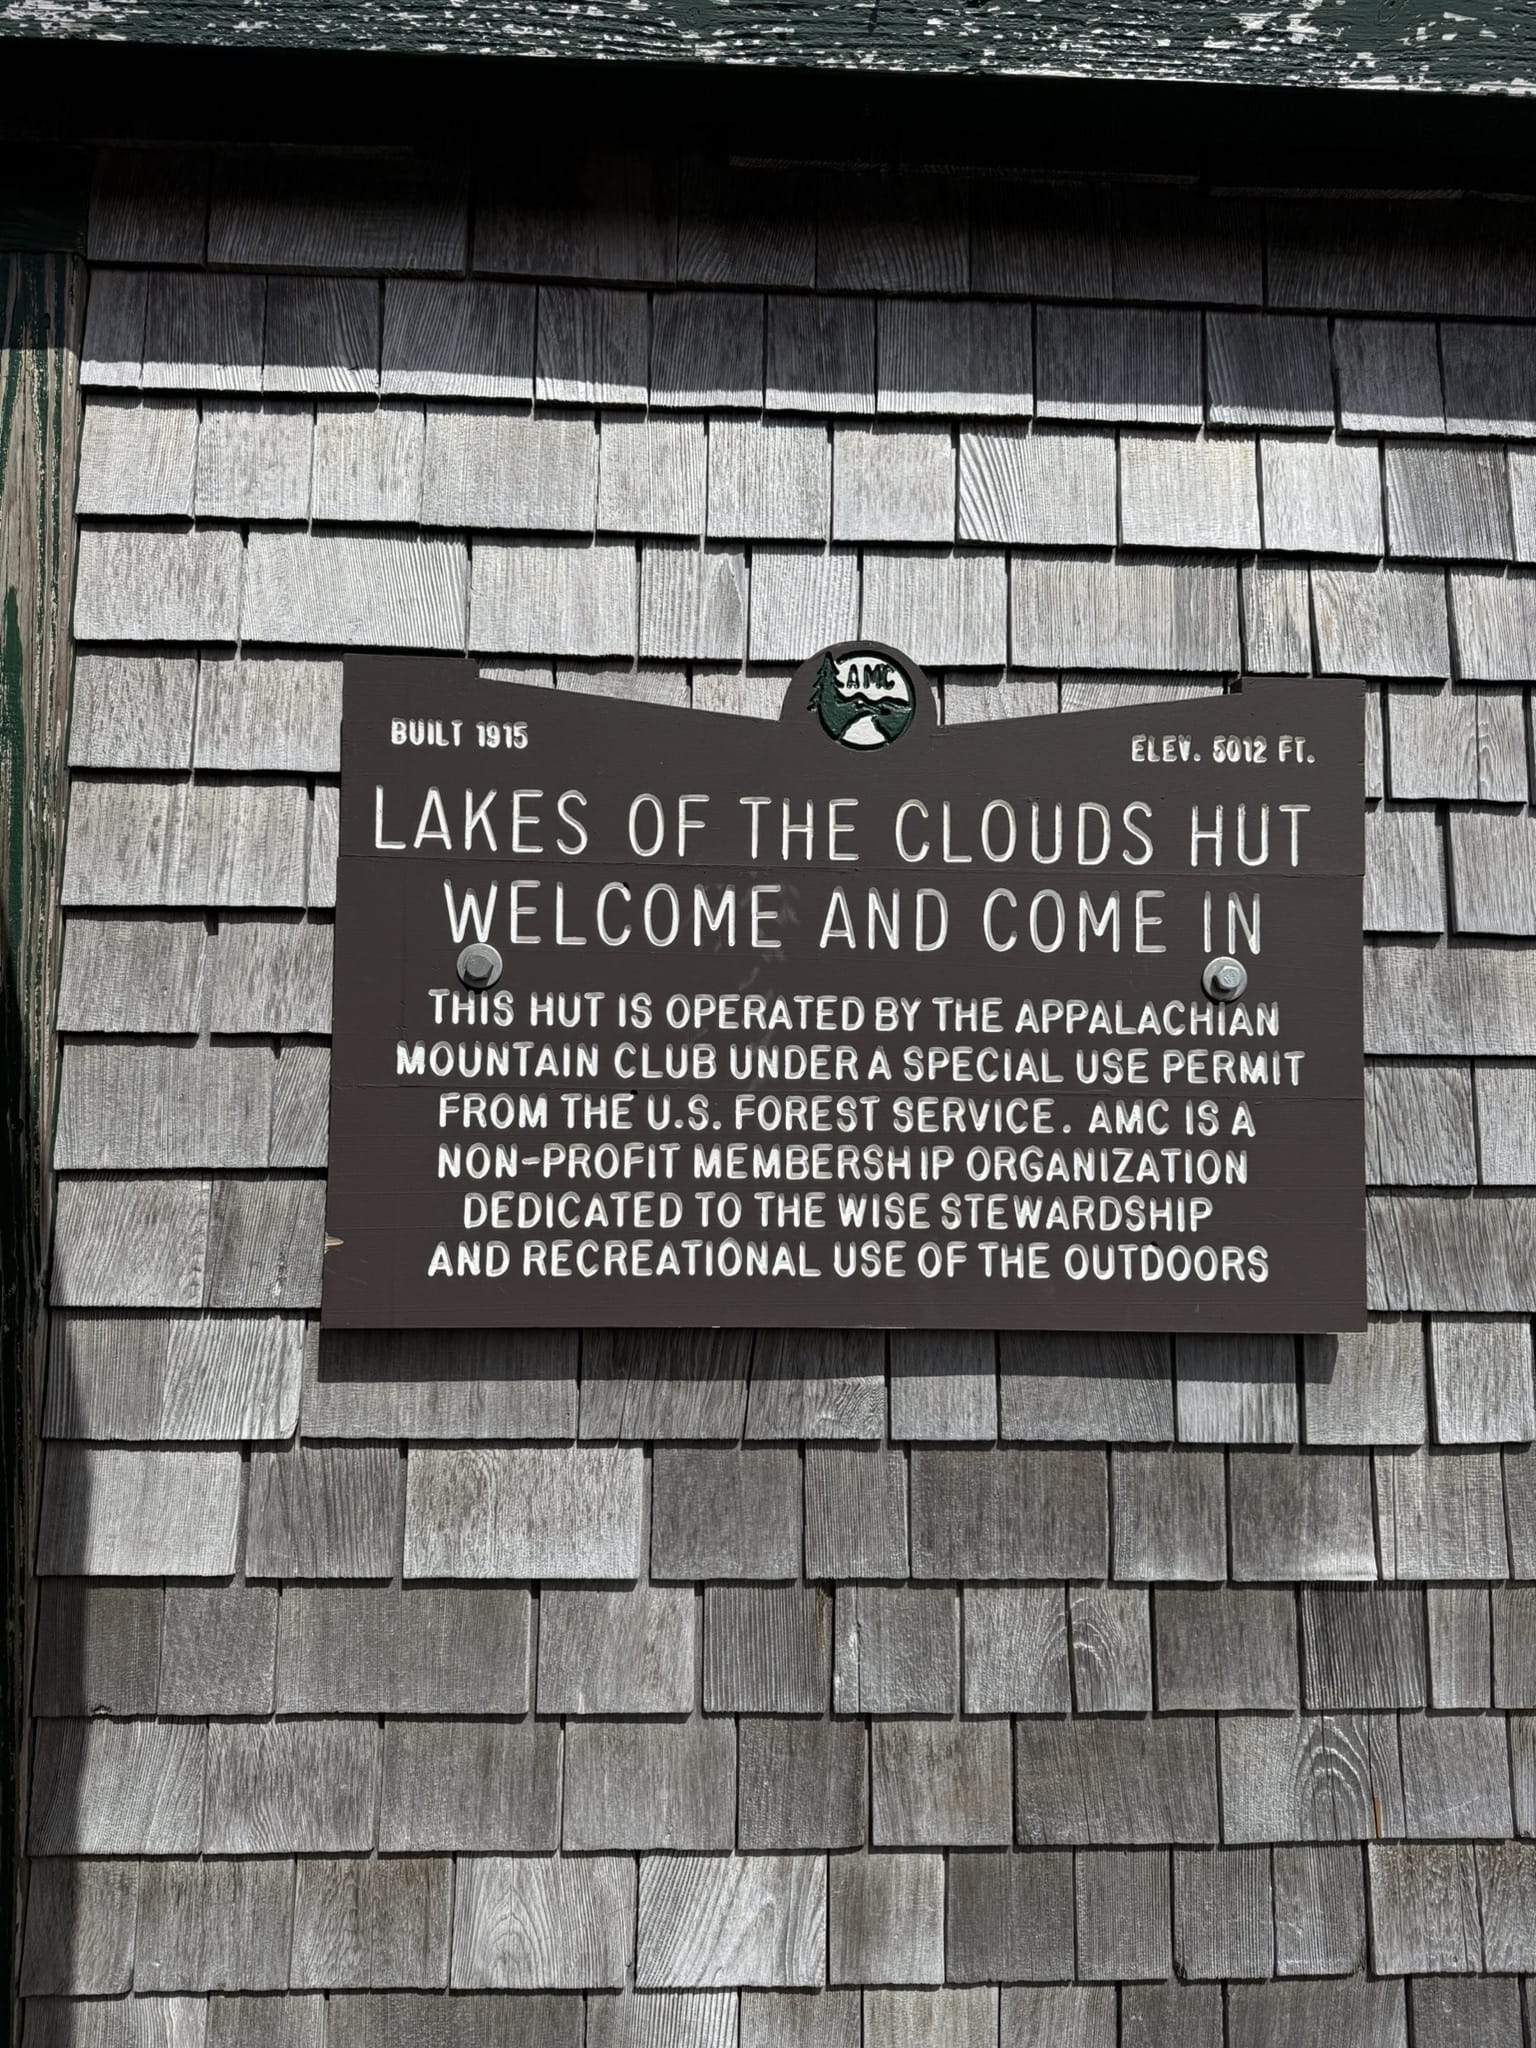 AMC
BUILT 1915
ELEV. 5012 FT.
LAKES OF THE CLOUDS HUT
WELCOME AND COME IN
THIS HUT IS OPERATED BY THE APPALACHIAN
MOUNTAIN CLUB UNDER A SPECIAL USE PERMIT
FROM THE U.S. FOREST SERVICE. AMC IS A
NON-PROFIT MEMBERSHIP ORGANIZATION
DEDICATED TO THE WISE STEWARDSHIP
AND RECREATIONAL USE OF THE OUTDOORS